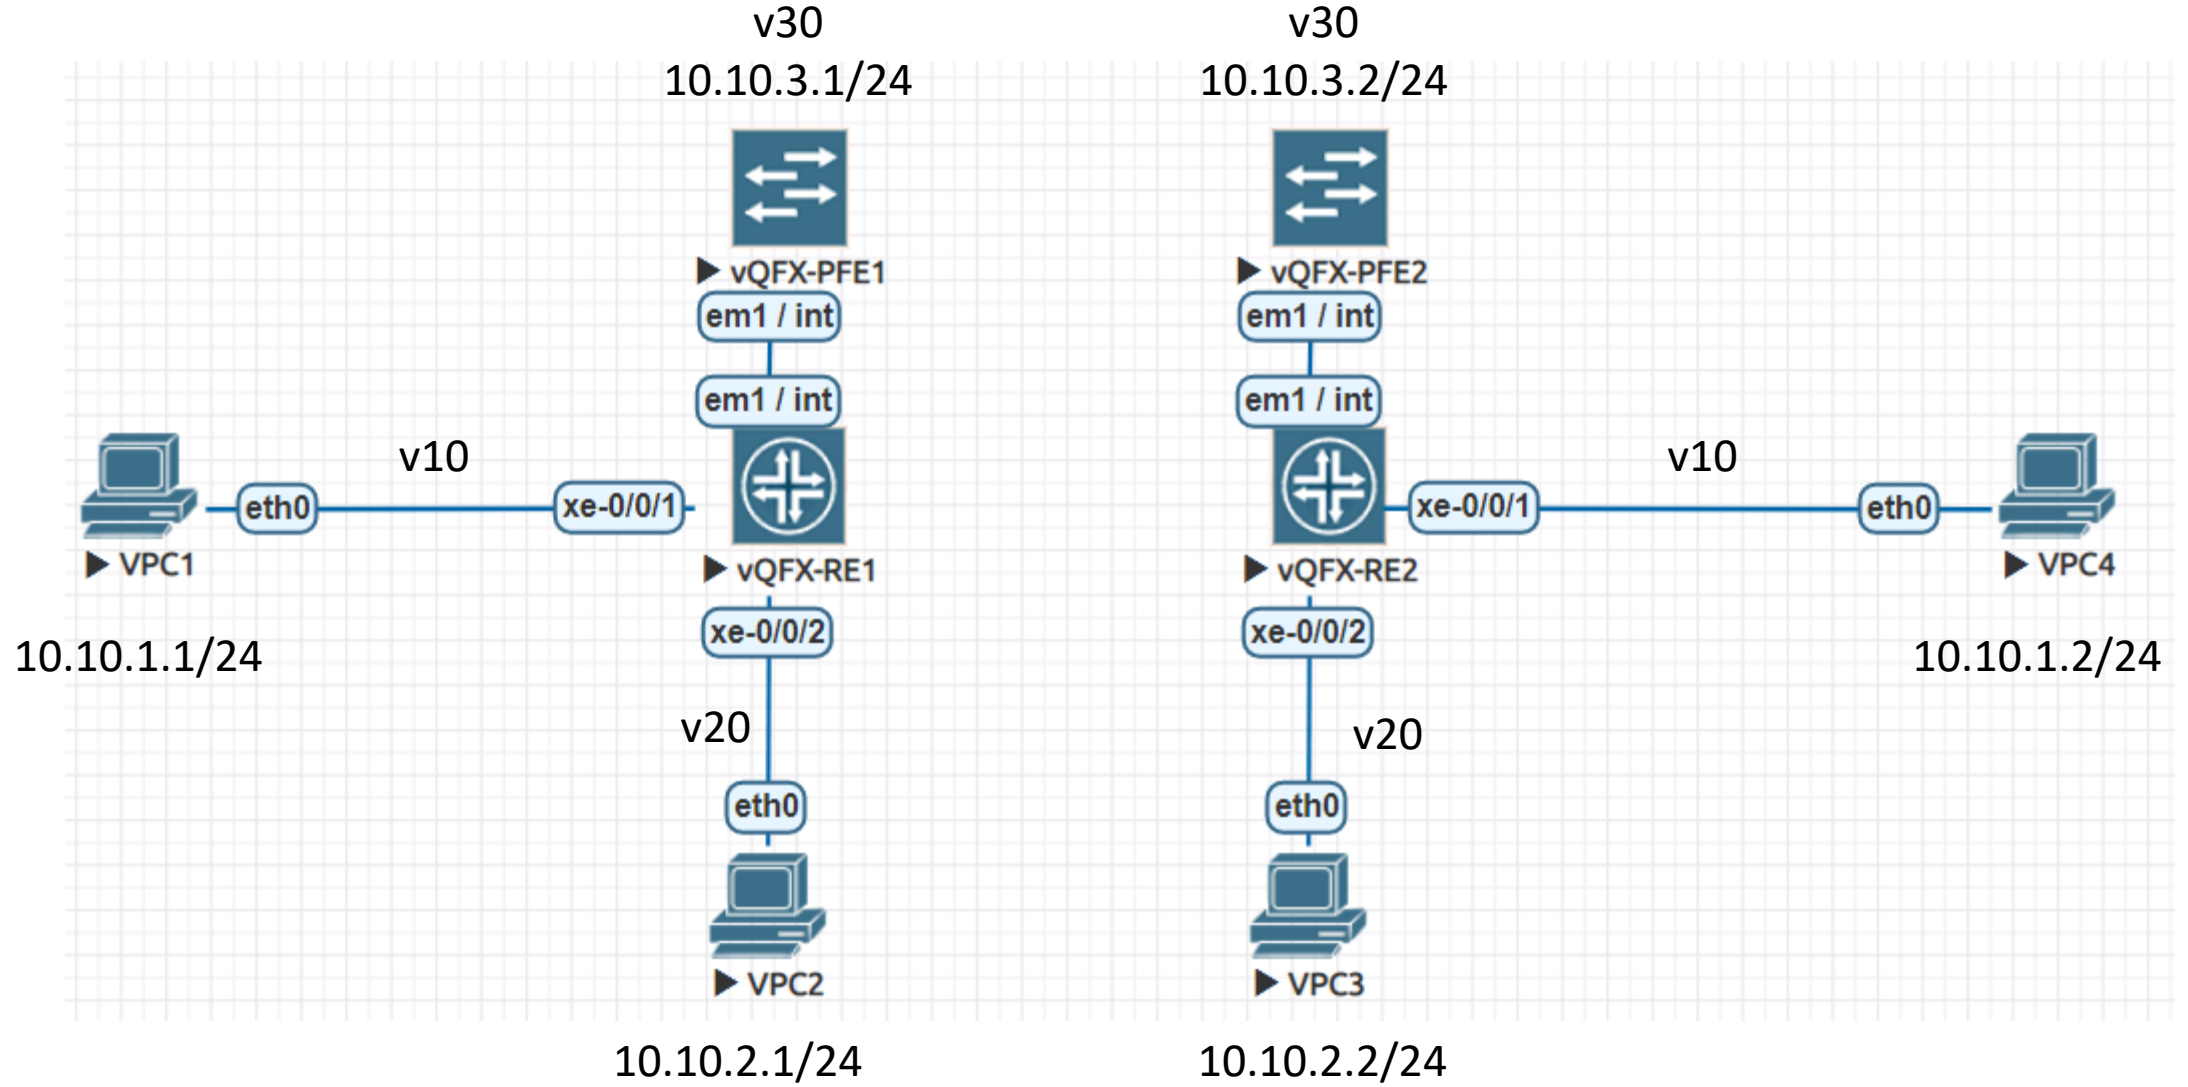 v30
10.10.3.1/24
v30
10.10.3.2/24
vQFX-PFE1
em1 / int
em1 / int
vQFX-PFE2
em1 / int
em1 / int
v10
eth0
xe-0/0/1
VPC1
10.10.1.1/24
vQFX-RE1
xe-0/0/2
v20
eth0
VPC2
10.10.2.1/24
v10
xe-0/0/1
eth0
VPC4
10.10.1.2/24
vQFX-RE2
xe-0/0/2
v20
eth0
VPC3
10.10.2.2/24